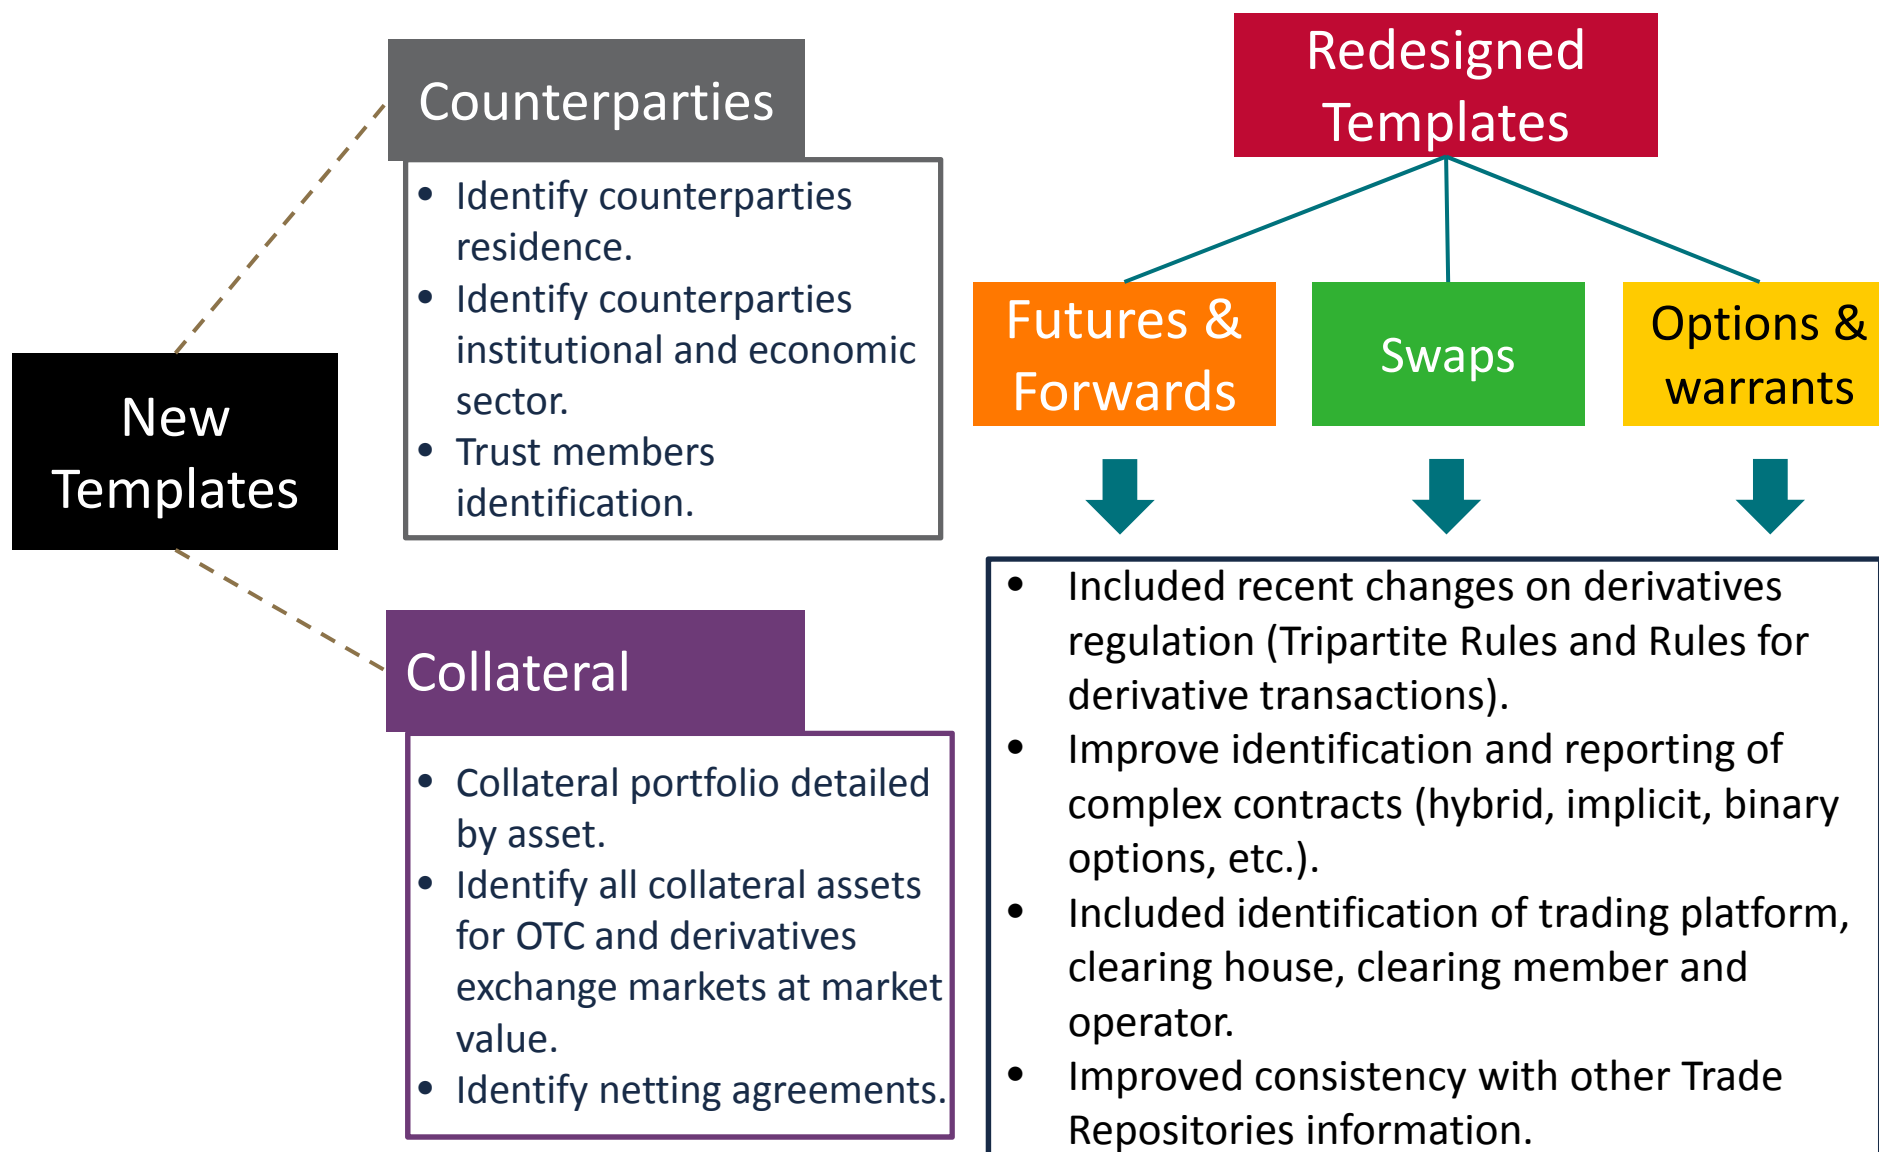 New
Templates
Counterparties
• Identify counterparties
residence.
• Identify counterparties
institutional and economic
sector.
• Trust members
identification.
Collateral
• Collateral portfolio detailed
by asset.
• Identify all collateral assets
for OTC and derivatives
exchange markets at market
value.
• Identify netting agreements.
Redesigned
Templates
Futures &
Forwards
Swaps
Options &
warrants
• Included recent changes on derivatives
regulation (Tripartite Rules and Rules for
derivative transactions).
• Improve identification and reporting of
complex contracts (hybrid, implicit, binary
options, etc.).
• Included identification of trading platform,
clearing house, clearing member and
operator.
• Improved consistency with other Trade
Repositories information.